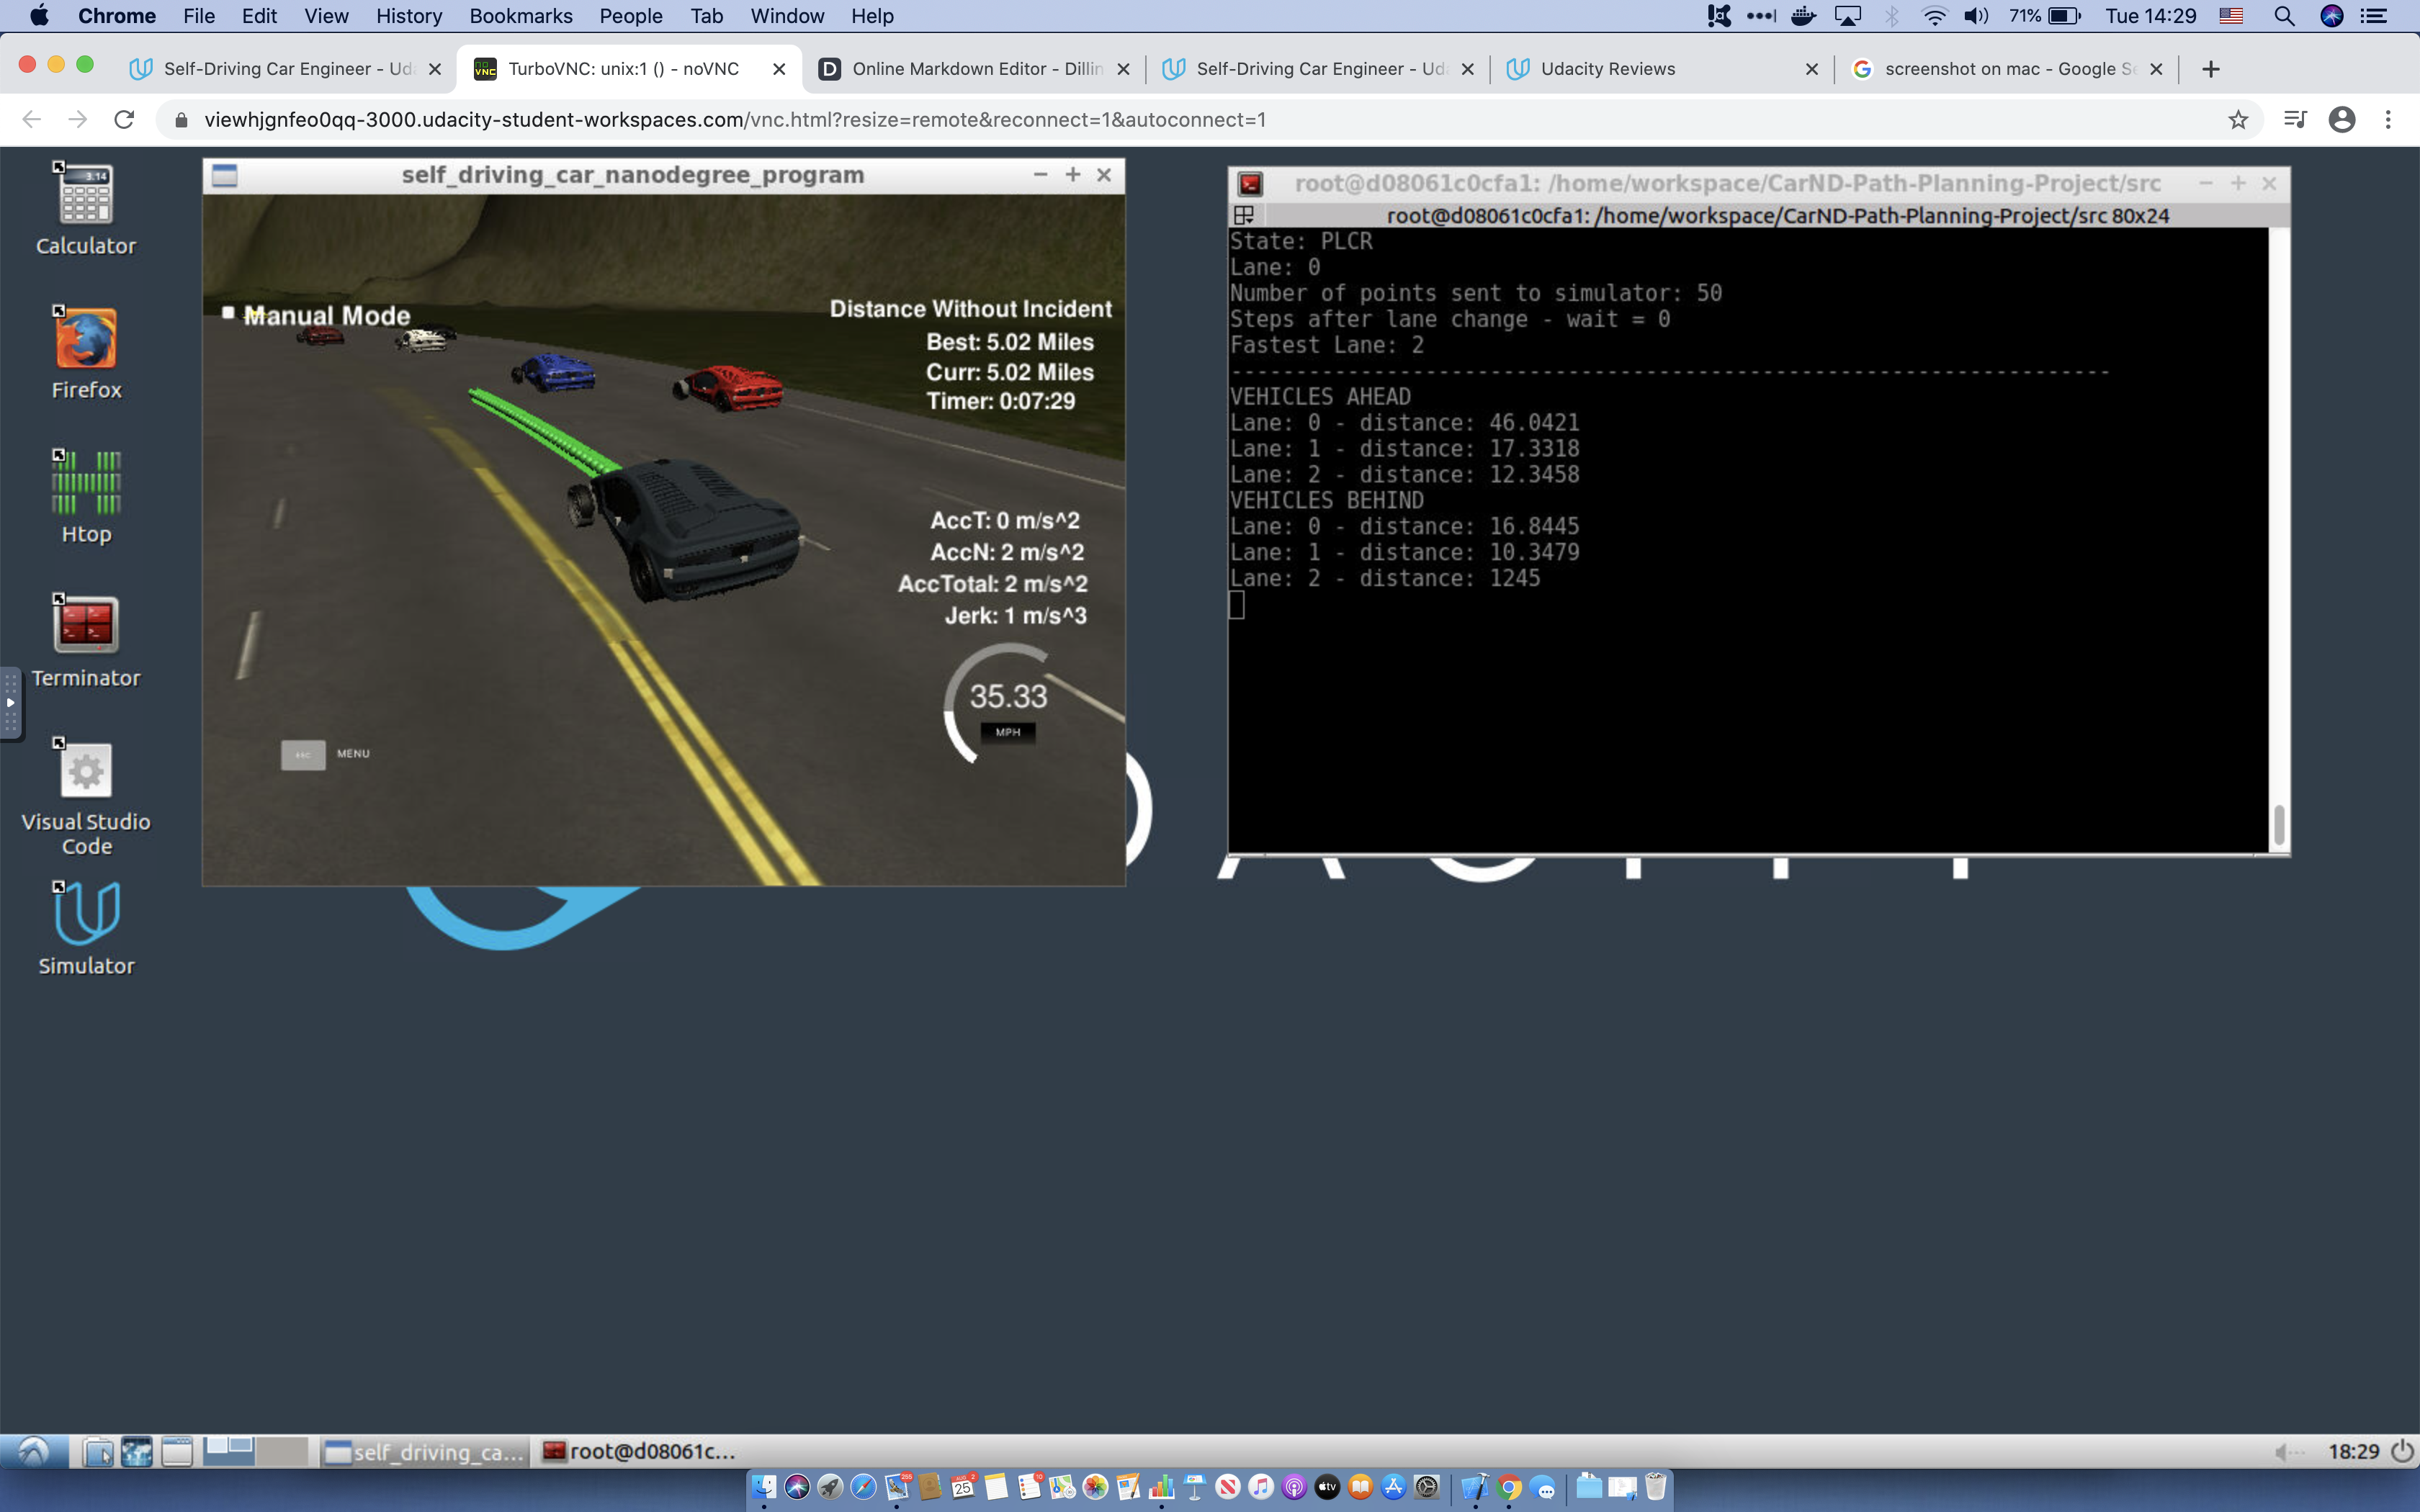 Chrome File Edit View History Bookmarks People Tab Window Help 71% Tue 14:29
Self-Driving Car Engineer - Ud
TurboVNC: unix:1 () - noVNC
Online Markdown Editor - Dillin
Self-Driving Car Engineer - Ud
Udacity Reviews
screenshot on mac - Google Se
viewhjgnfeo0qq-3000.udacity-student-workspaces.com/vnc.html?resize=remote&reconnect=1&autoconnect=1
3.14
Calculator
Firefox
Htop
Terminator
Visual Studio
Code
Simulator
self_driving_car_nanodegree_program
Manual Mode
Distance Without Incident
Best: 5.02 Miles
Curr: 5.02 Miles
Timer: 0:07:29
AccT: 0 m/s^2
AccN: 2 m/s^2
AccTotal: 2 m/s^2
Jerk: 1 m/s^3
35.33
MPH
ESC MENU
root@d08061c0cfa1: /home/workspace/CarND-Path-Planning-Project/src
root@d08061c0cfa1: /home/workspace/CarND-Path-Planning-Project/src 80x24
State: PLCR
Lane: 0
Number of points sent to simulator: 50
Steps after lane change - wait = 0
Fastest Lane: 2
--------------------------------------------------------------------
VEHICLES AHEAD
Lane: 0 - distance: 46.0421
Lane: 1 - distance: 17.3318
Lane: 2 - distance: 12.3458
VEHICLES BEHIND
Lane: 0 - distance: 16.8445
Lane: 1 - distance: 10.3479
Lane: 2 - distance: 1245
self_driving_ca...
root@d08061c...
18:29